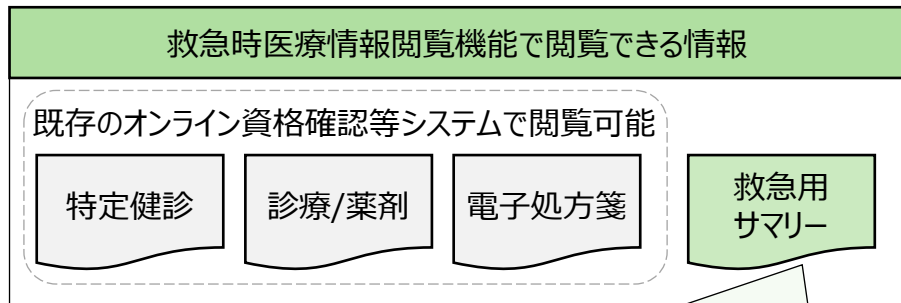 救急時医療情報閲覧機能で閲覧できる情報
既存のオンライン資格確認等システムで閲覧可能
特定健診
診療/薬剤
電子処方箋
救急用
サマリー